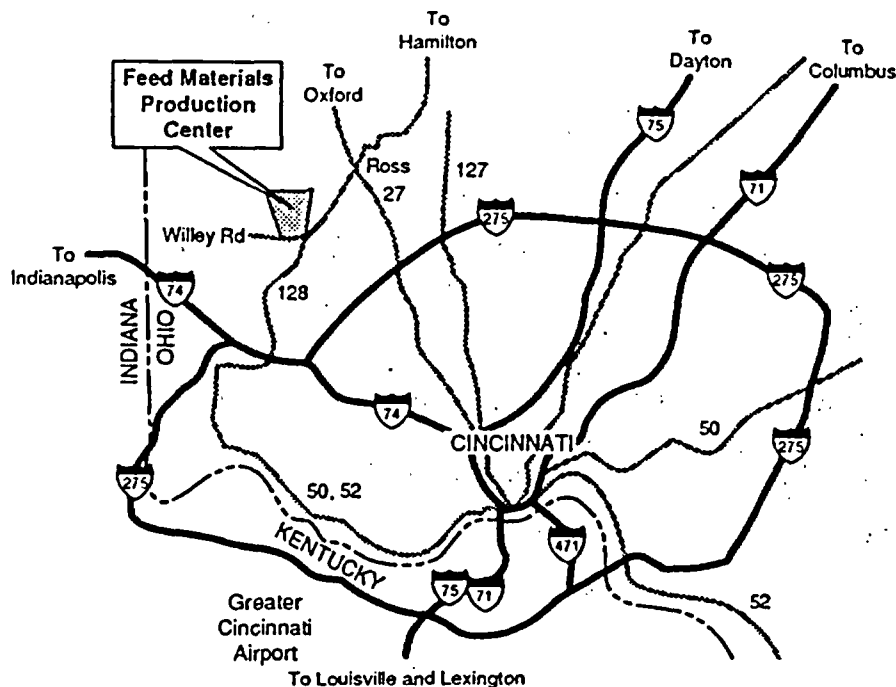 To
Hamilton
To
Dayton
To
Columbus
To
Oxford
Feed Materials
Production
Center
75
Ross
127
71
27
275
Willey Rd
To
Indianapolis
275
74
128
INDIANA
OHIO
74
CINCINNATI
50
275
275
50, 52
KENTUCKY
471
75
71
52
Greater
Cincinnati
Airport
To Louisville and Lexington